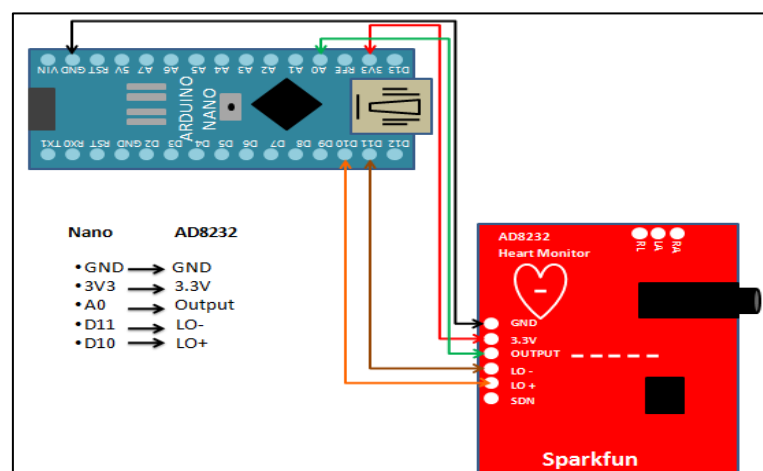 VIN GND RST 5V A7 A6 A5 A4 A3 A2 A1 A0 RFE 3V3 D13
ARDUINO
NANO
TX1 RX0 RST GND D2 D3 D4 D5 D6 D7 D8 D9 D10 D11 D12
Nano AD8232
•GND → GND
•3V3 → 3.3V
•A0 → Output
•D11 → LO-
•D10 → LO+
AD8232
Heart Monitor
RL LA RA
GND
3.3V
OUTPUT
LO -
LO +
SDN
Sparkfun